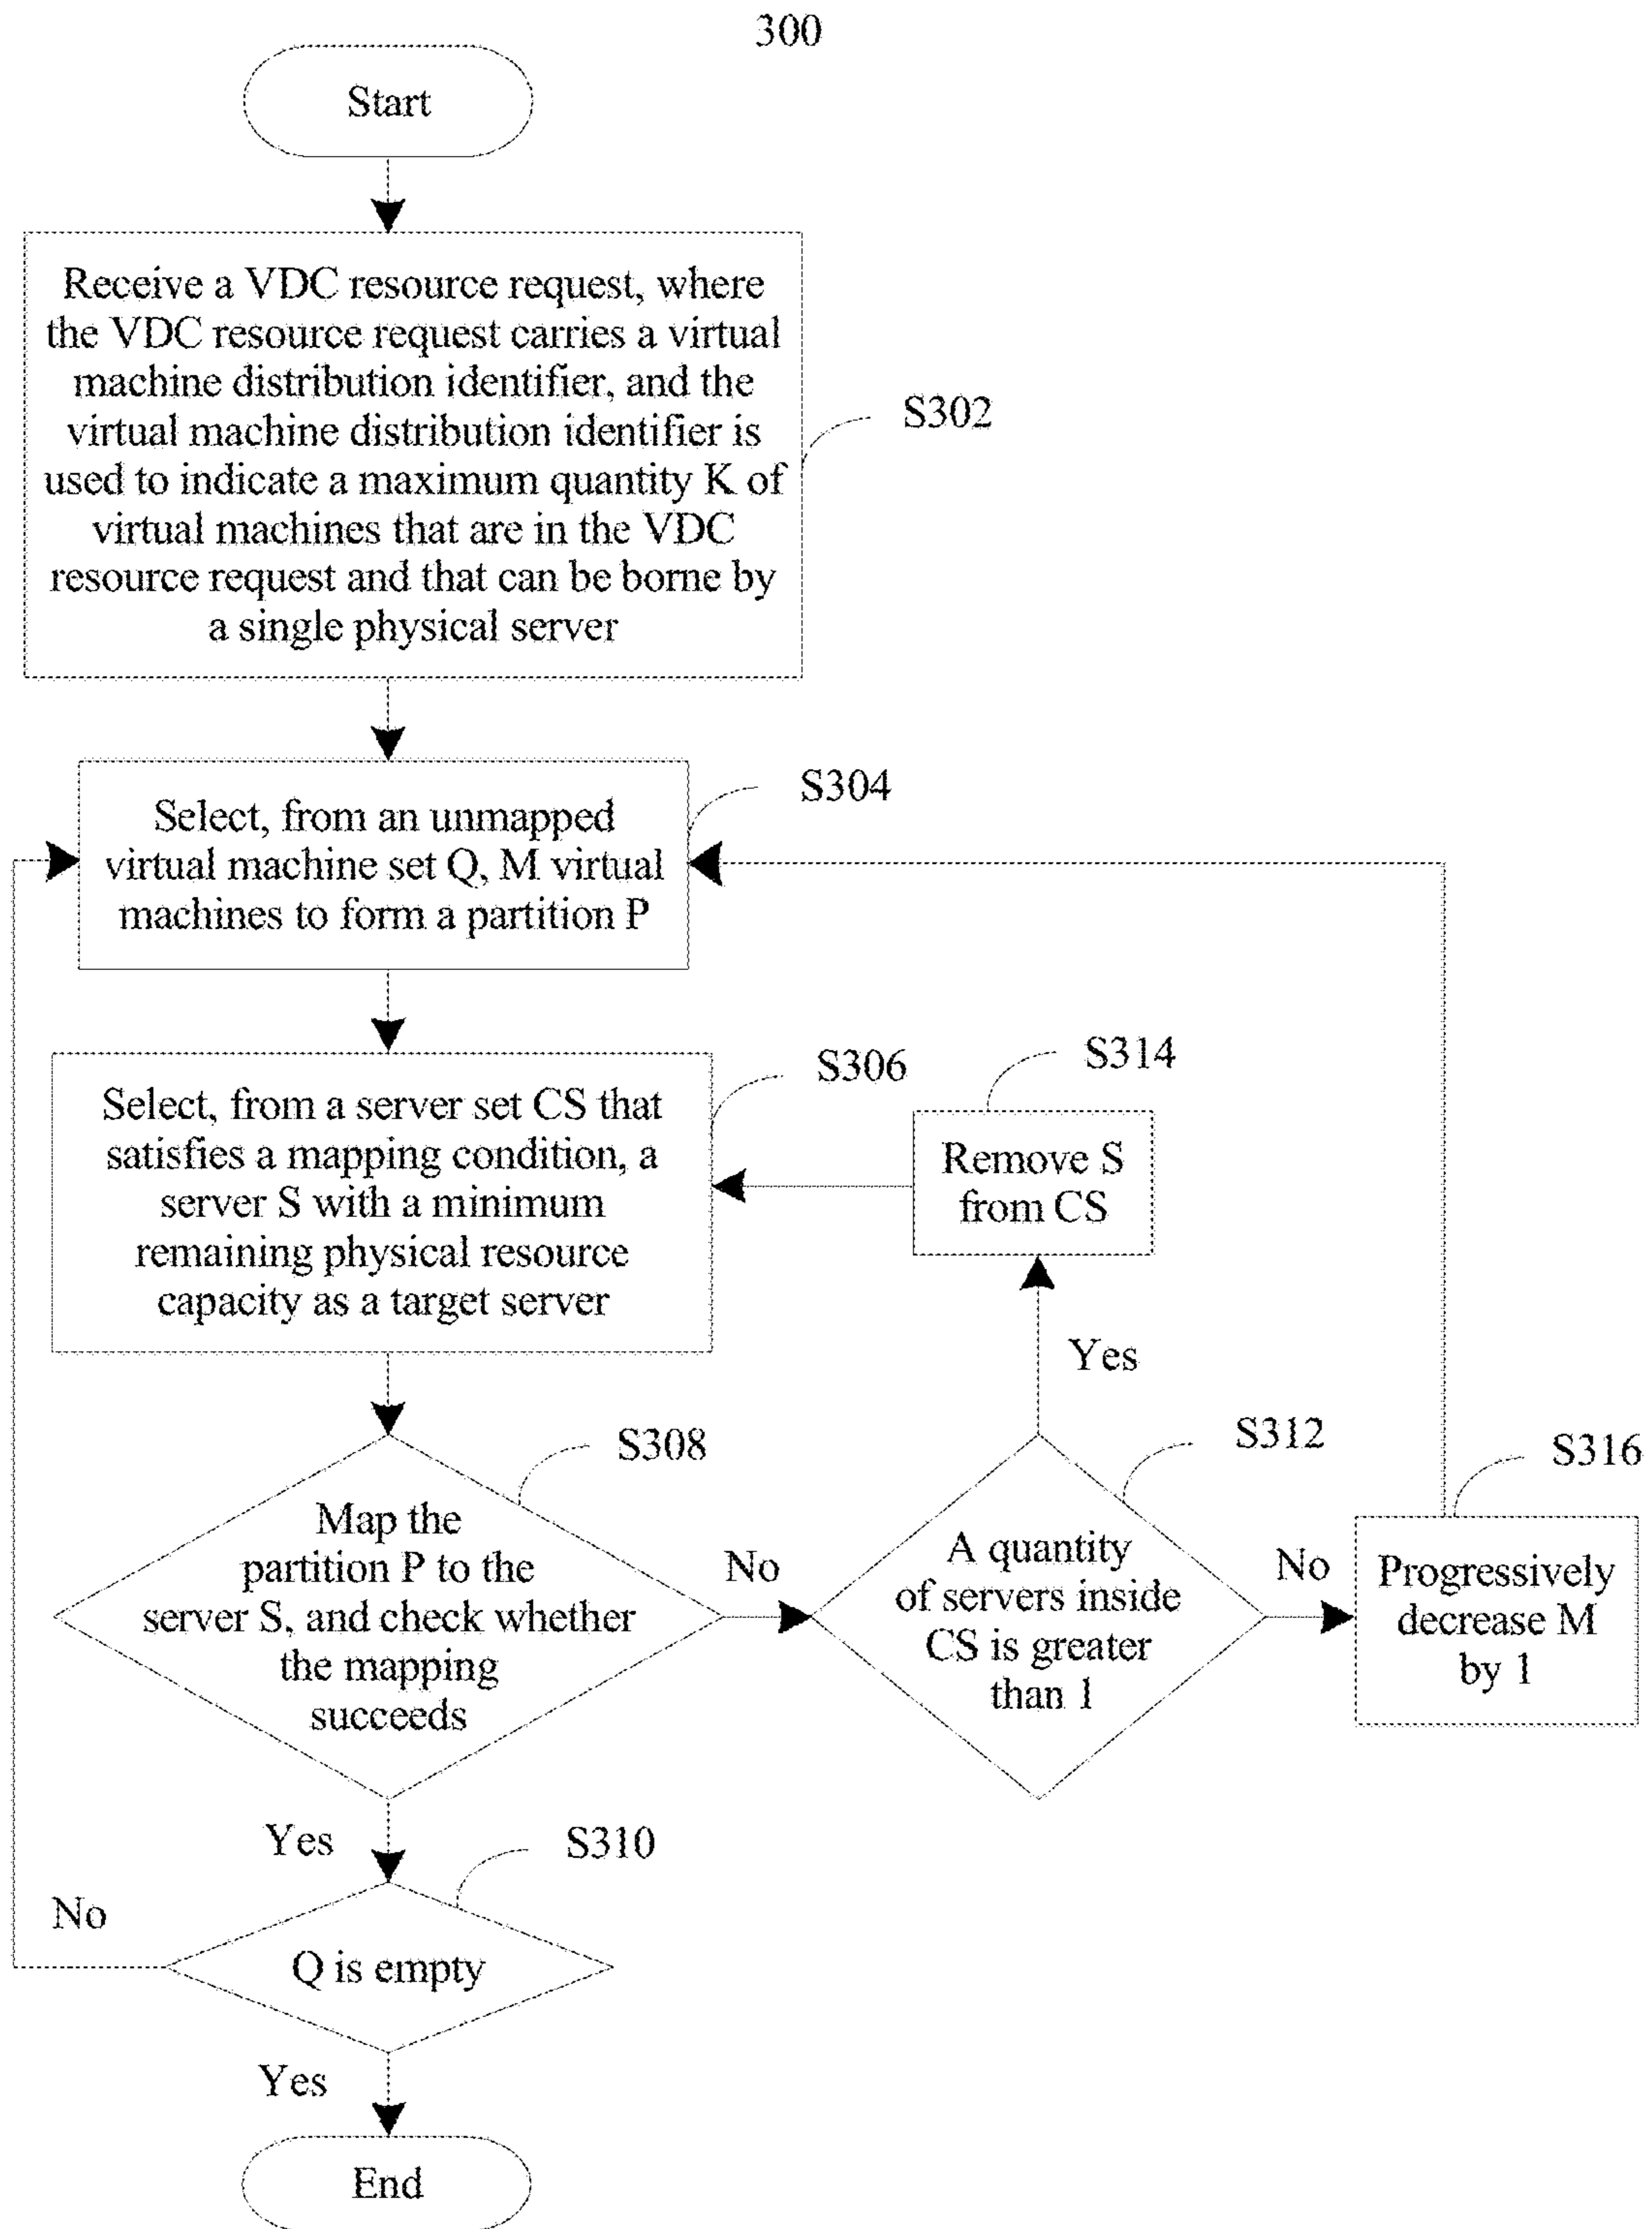 300
Start
Receive a VDC resource request, where
the VDC resource request carries a virtual
machine distribution identifier, and the
virtual machine distribution identifier is
used to indicate a maximum quantity K of
virtual machines that are in the VDC
resource request and that can be borne by
a single physical server
S302
Select, from an unmapped
virtual machine set Q, M virtual
machines to form a partition P
S304
Select, from a server set CS that
satisfies a mapping condition, a
server S with a minimum
remaining physical resource
capacity as a target server
S306
S314
Remove S
from CS
Yes
Map the
partition P to the
server S, and check whether
the mapping
succeeds
S308
No
A quantity
of servers inside
CS is greater
than 1
S312
No
Progressively
decrease M
by 1
S316
Yes
S310
No
Q is empty
Yes
End